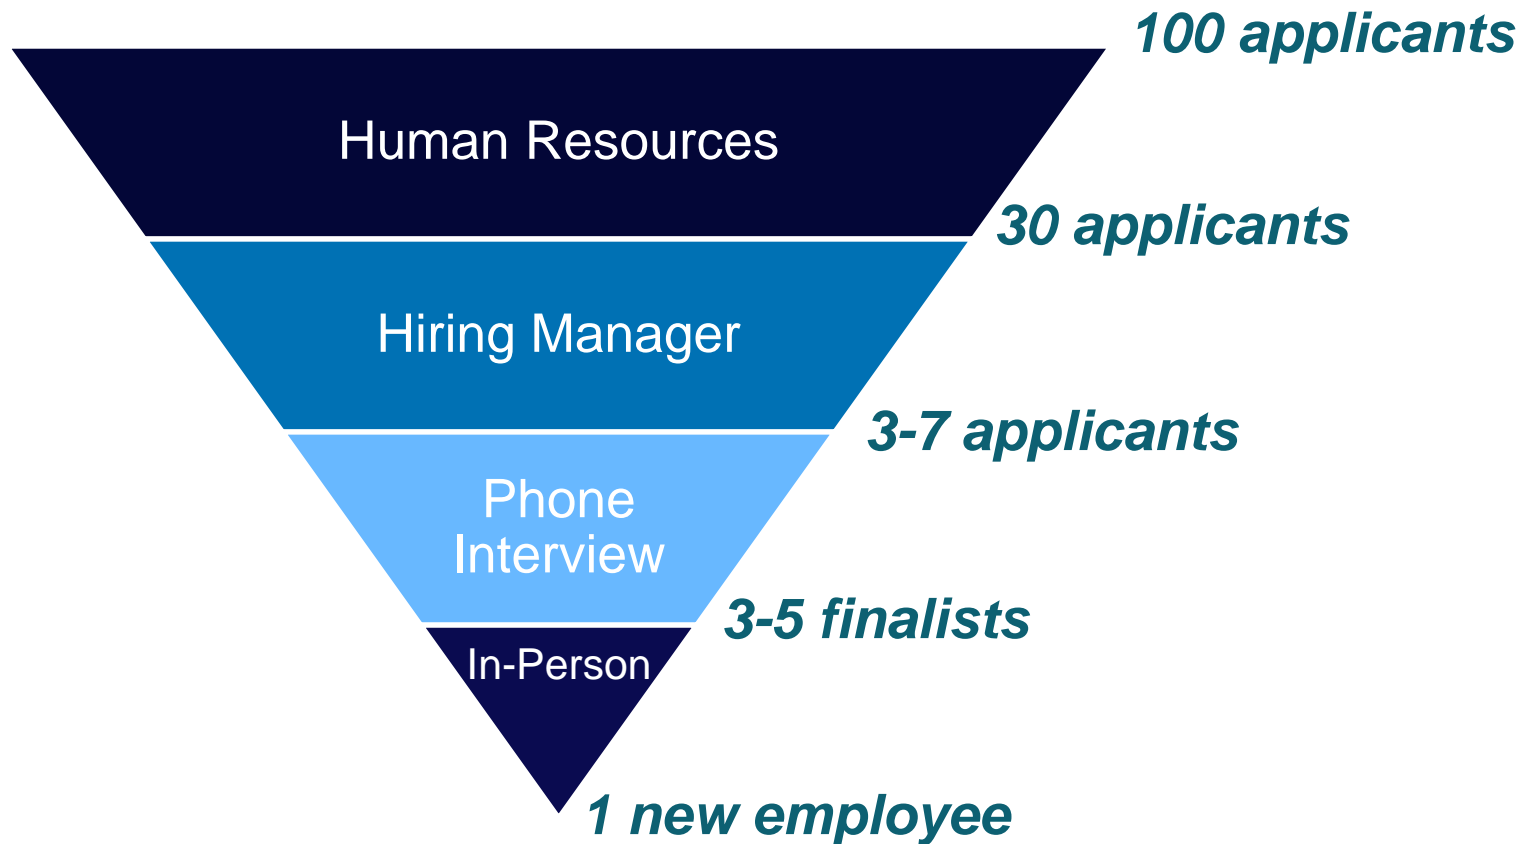 100 applicants
Human Resources
30 applicants
Hiring Manager
3-7 applicants
Phone
Interview
3-5 finalists
In-Person
1 new employee